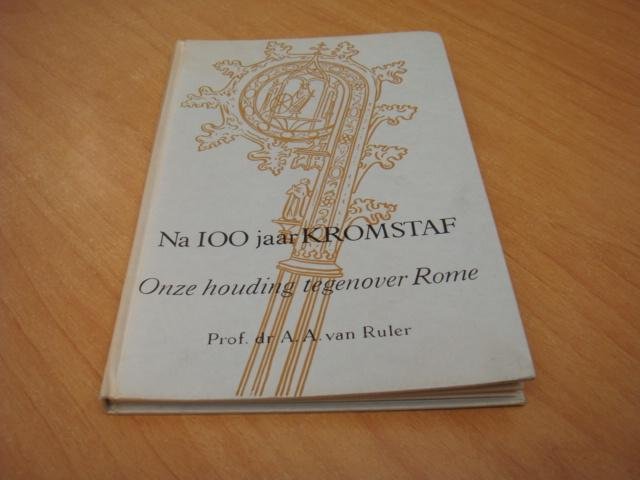 Na 100 jaar KROMSTAF
Onze houding tegenover Rome
Prof. dr A. A. van Ruler